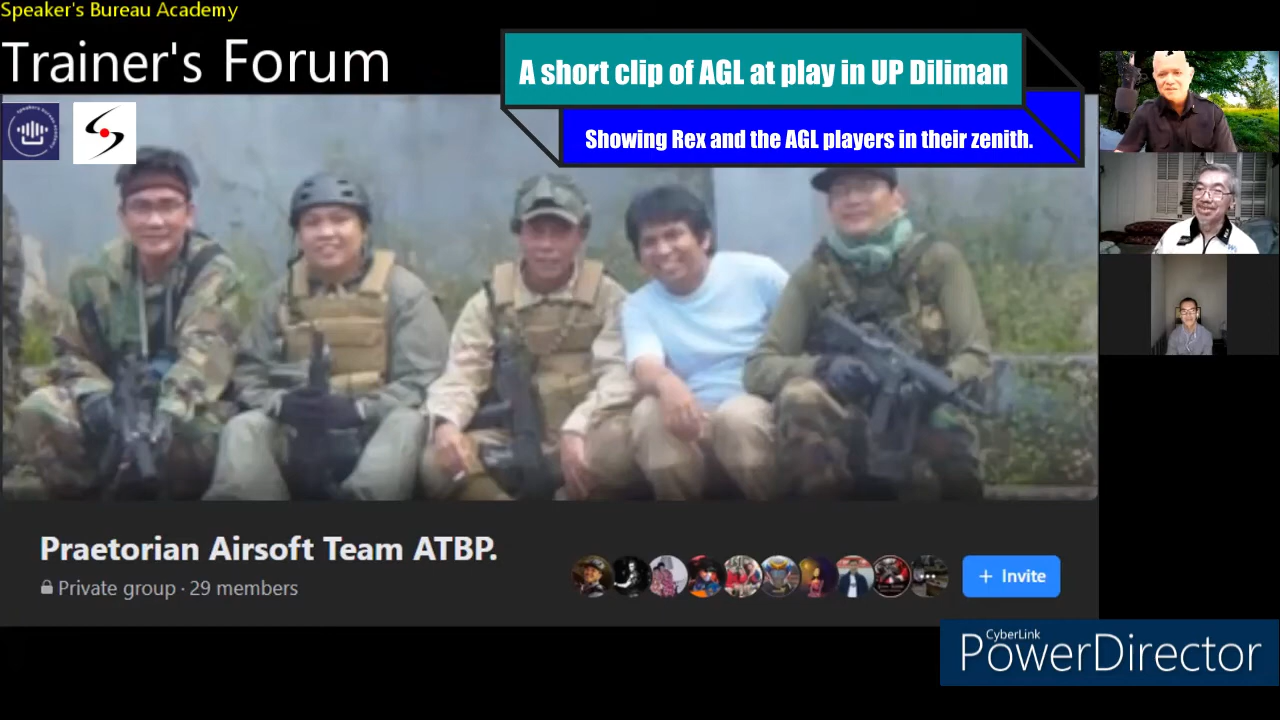 Speaker's Bureau Academy
Trainer's Forum
A short clip of AGL at play in UP Diliman
Showing Rex and the AGL players in their zenith.
Praetorian Airsoft Team ATBP.
Private group · 29 members
+ Invite
CyberLink
PowerDirector